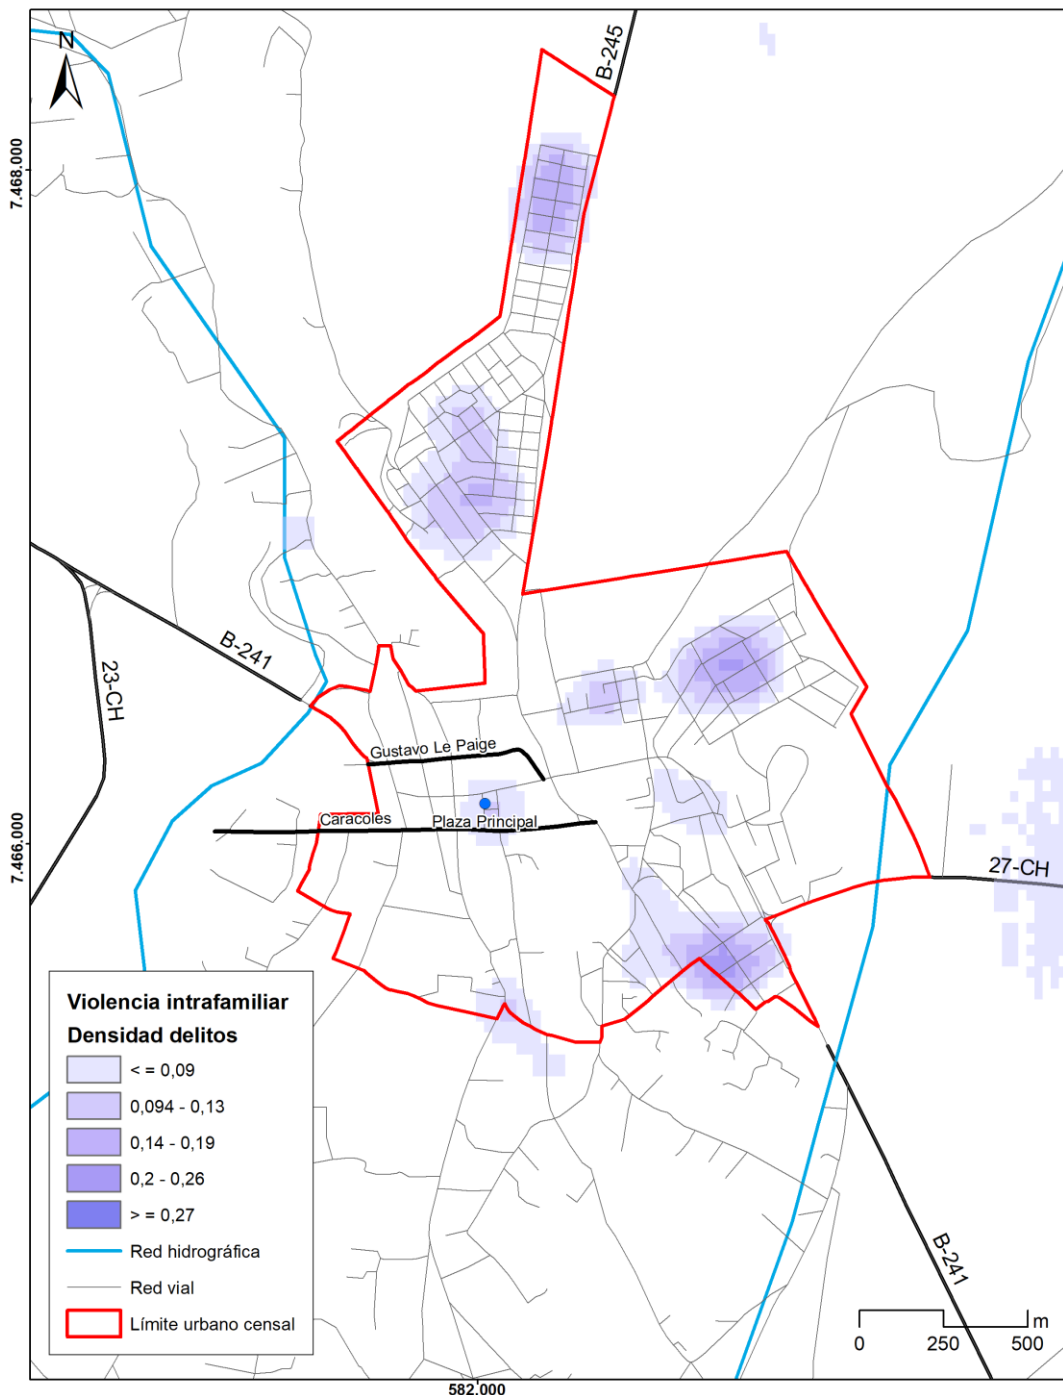 N
B-245
7.468.000
B-241
23-CH
Gustavo Le Paige
Caracoles
Plaza Principal
7.466.000
27-CH
Violencia intrafamiliar
Densidad delitos
< = 0,09
0,094 - 0,13
0,14 - 0,19
0,2 - 0,26
> = 0,27
Red hidrográfica
Red vial
Límite urbano censal
B-241
m
0 250 500
582.000